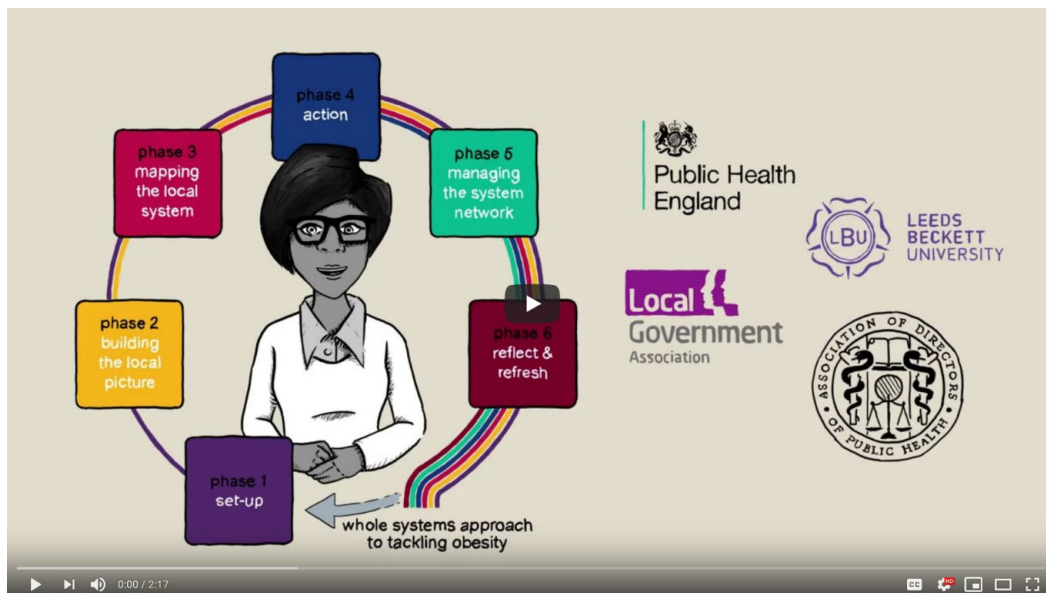 phase 4
action
phase 3
mapping
the local
system
phase 5
managing
the system
network
phase 2
building
the local
picture
phase 6
reflect &
refresh
phase 1
set-up
whole systems approach
to tackling obesity
Public Health
England
LBU
LEEDS
BECKETT
UNIVERSITY
Local
Government
Association
ASSOCIATION OF DIRECTORS
• OF PUBLIC HEALTH •
0:00 / 2:17
CC
HD